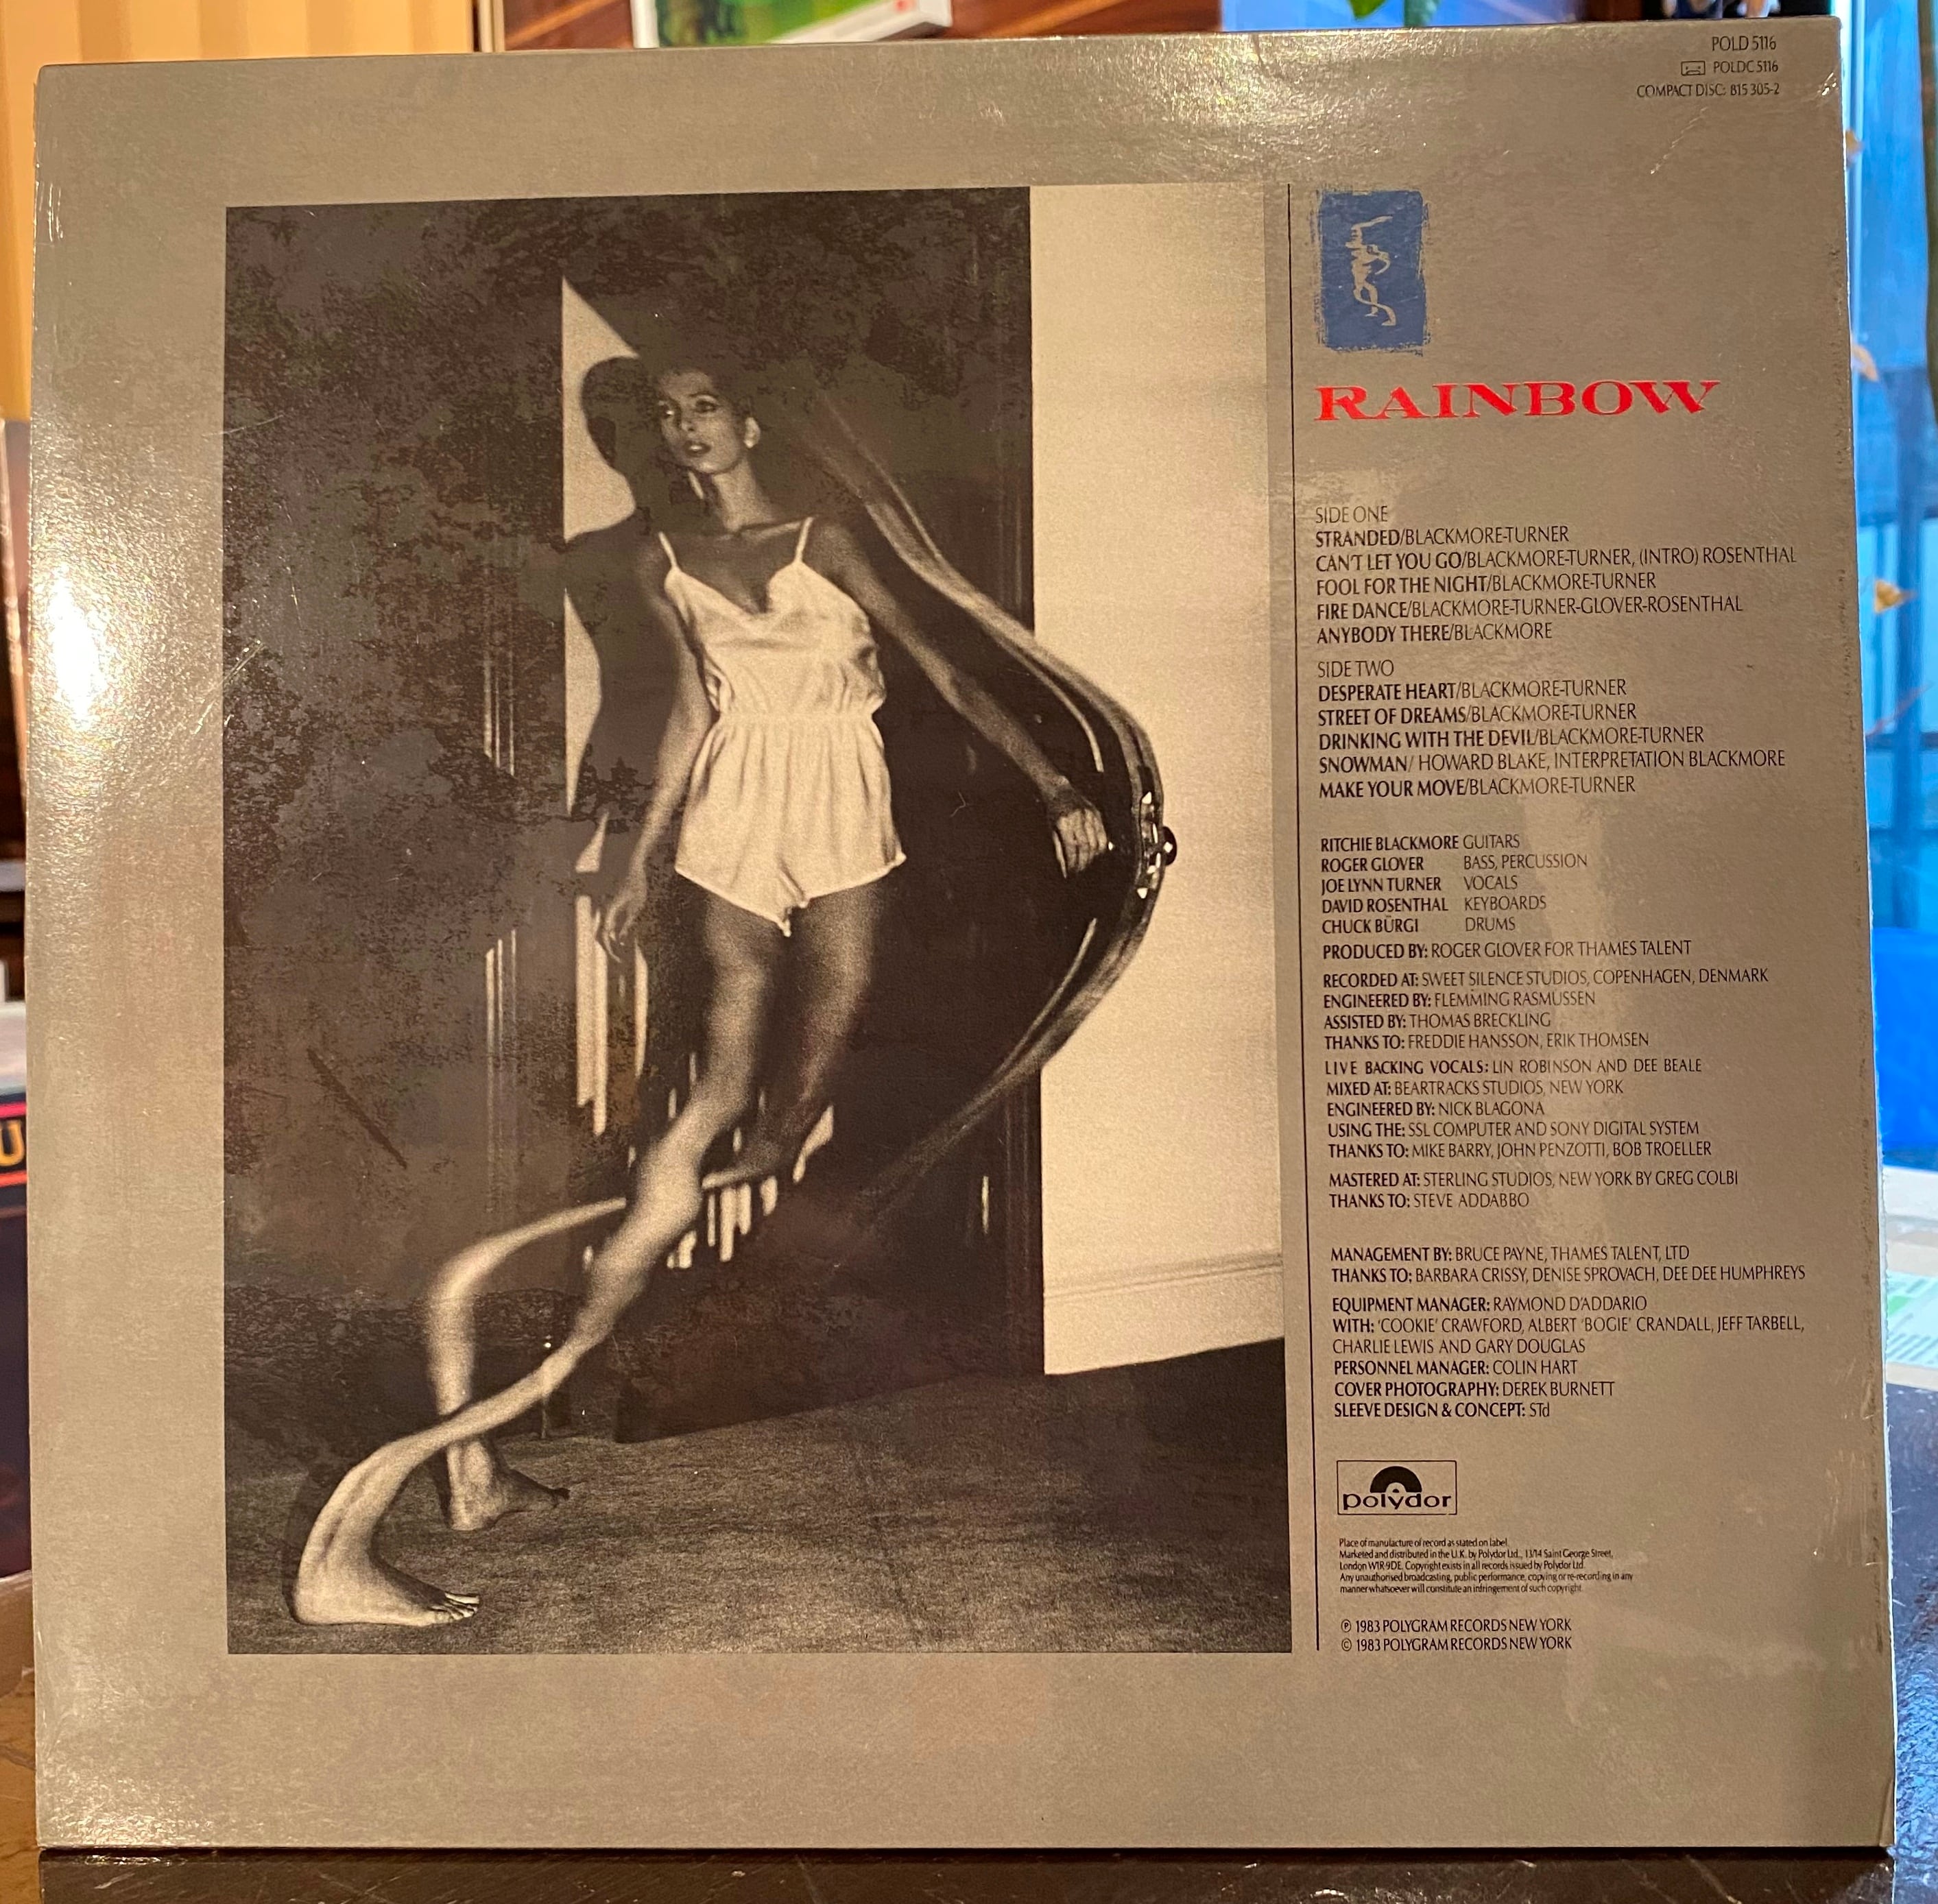 POLD 5116
POLDC 5116
COMPACT DISC: 815 305-2
RAINBOW
SIDE ONE
STRANDED/BLACKMORE-TURNER
CAN'T LET YOU GO/BLACKMORE-TURNER, (INTRO) ROSENTHAL
FOOL FOR THE NIGHT/BLACKMORE-TURNER
FIRE DANCE/BLACKMORE-TURNER-GLOVER-ROSENTHAL
ANYBODY THERE/BLACKMORE
SIDE TWO
DESPERATE HEART/BLACKMORE-TURNER
STREET OF DREAMS/BLACKMORE-TURNER
DRINKING WITH THE DEVIL/BLACKMORE-TURNER
SNOWMAN/ HOWARD BLAKE, INTERPRETATION BLACKMORE
MAKE YOUR MOVE/BLACKMORE-TURNER
RITCHIE BLACKMORE GUITARS
ROGER GLOVER BASS, PERCUSSION
JOE LYNN TURNER VOCALS
DAVID ROSENTHAL KEYBOARDS
CHUCK BÜRGI DRUMS
PRODUCED BY: ROGER GLOVER FOR THAMES TALENT
RECORDED AT: SWEET SILENCE STUDIOS, COPENHAGEN, DENMARK
ENGINEERED BY: FLEMMING RASMUSSEN
ASSISTED BY: THOMAS BRECKLING
THANKS TO: FREDDIE HANSSON, ERIK THOMSEN
LIVE BACKING VOCALS: LIN ROBINSON AND DEE BEALE
MIXED AT: BEARTRACKS STUDIOS, NEW YORK
ENGINEERED BY: NICK BLAGONA
USING THE: SSL COMPUTER AND SONY DIGITAL SYSTEM
THANKS TO: MIKE BARRY, JOHN PENZOTTI, BOB TROELLER
MASTERED AT: STERLING STUDIOS, NEW YORK BY GREG COLBI
THANKS TO: STEVE ADDABBO
MANAGEMENT BY: BRUCE PAYNE, THAMES TALENT, LTD
THANKS TO: BARBARA CRISSY, DENISE SPROVACH, DEE DEE HUMPHREYS
EQUIPMENT MANAGER: RAYMOND D'ADDARIO
WITH: 'COOKIE' CRAWFORD, ALBERT 'BOGIE' CRANDALL, JEFF TARBELL,
CHARLIE LEWIS AND GARY DOUGLAS
PERSONNEL MANAGER: COLIN HART
COVER PHOTOGRAPHY: DEREK BURNETT
SLEEVE DESIGN & CONCEPT: STd
polydor
Place of manufacture of record as stated on label.
Marketed and distributed in the U.K. by Polydor Ltd., 13/14 Saint George Street,
London W1R 9DE. Copyright exists in all records issued by Polydor Ltd.
Any unauthorised broadcasting, public performance, copying or re-recording in any
manner whatsoever will constitute an infringement of such copyright.
℗ 1983 POLYGRAM RECORDS NEW YORK
© 1983 POLYGRAM RECORDS NEW YORK
U